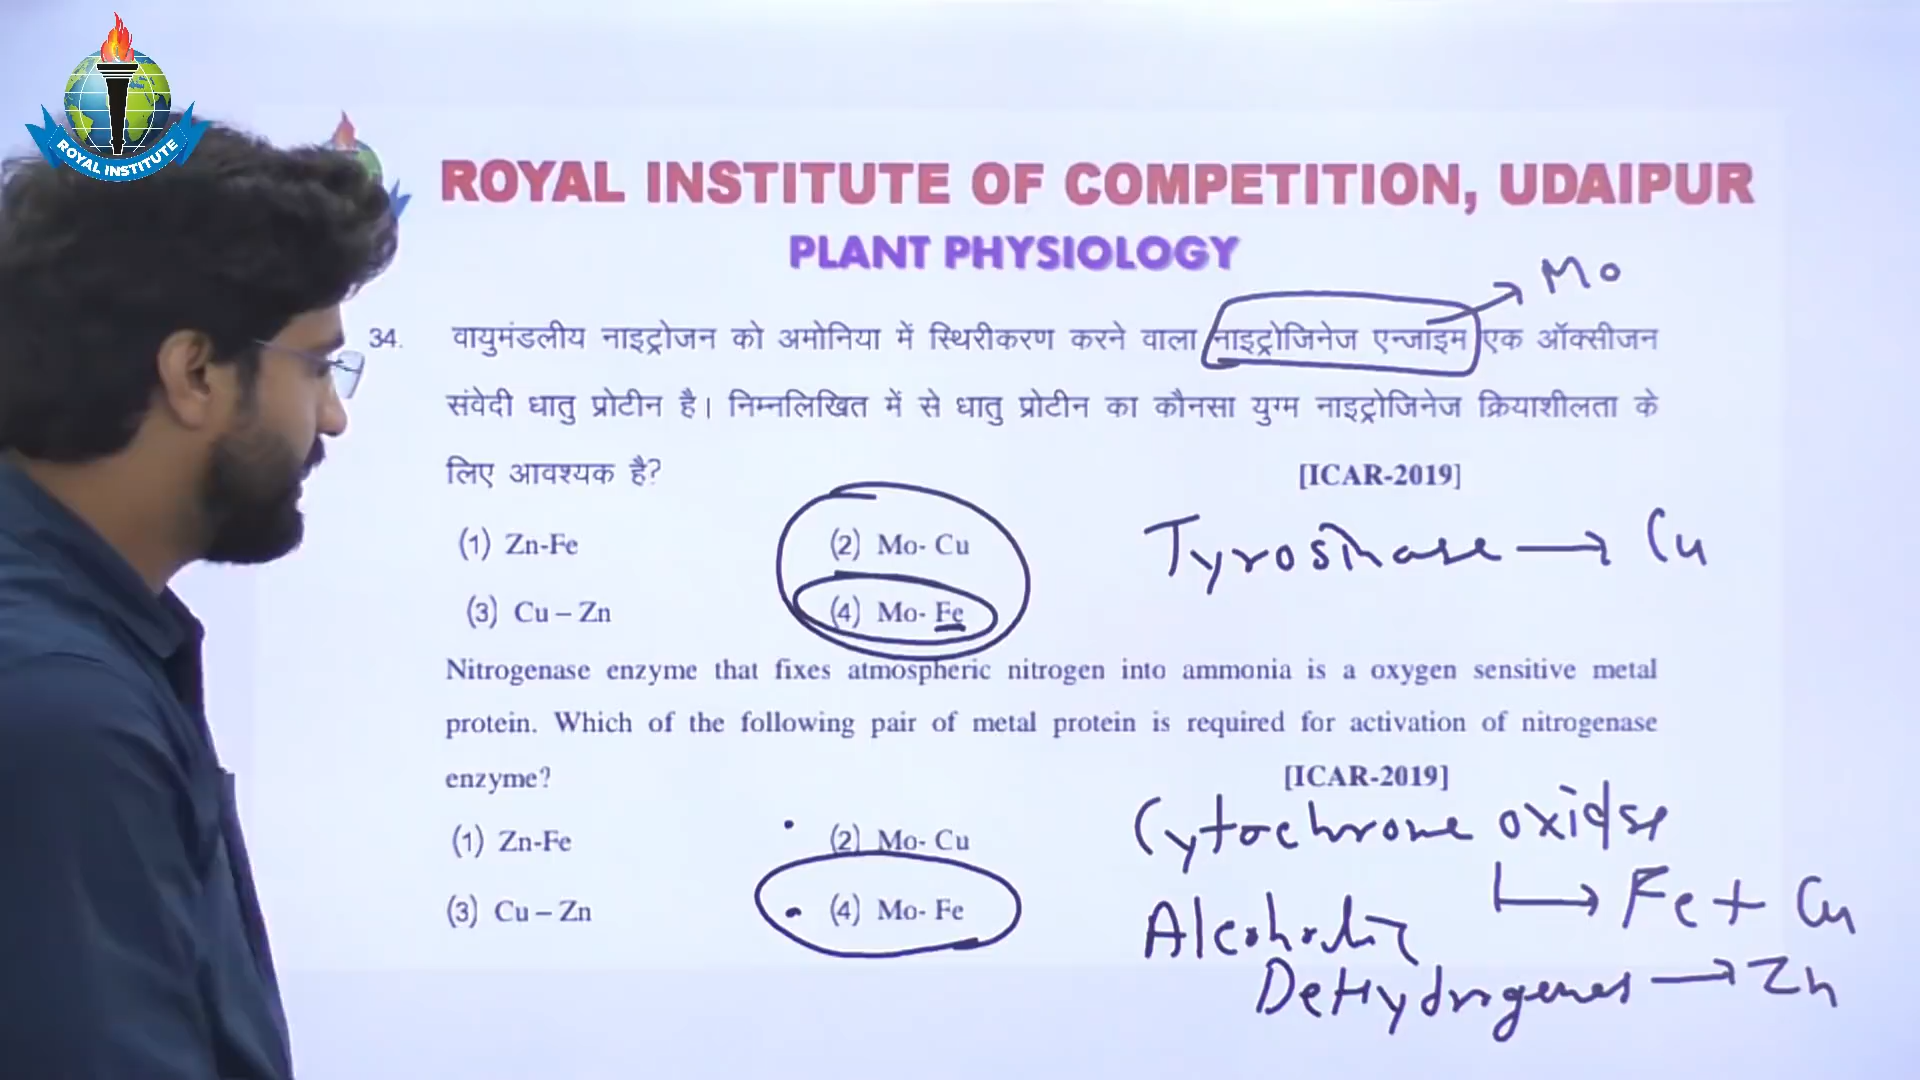 ROYAL INSTITUTE
ROYAL INSTITUTE OF COMPETITION, UDAIPUR
PLANT PHYSIOLOGY
Mo
34. वायुमंडलीय नाइट्रोजन को अमोनिया में स्थिरीकरण करने वाला नाइट्रोजिनेज एन्जाइम एक ऑक्सीजन
संवेदी धातु प्रोटीन है। निम्नलिखित में से धातु प्रोटीन का कौनसा युग्म नाइट्रोजिनेज क्रियाशीलता के
लिए आवश्यक है? [ICAR-2019]
(1) Zn-Fe (2) Mo- Cu
Tyrosinase → Cu
(3) Cu – Zn (4) Mo- Fe
Nitrogenase enzyme that fixes atmospheric nitrogen into ammonia is a oxygen sensitive metal
protein. Which of the following pair of metal protein is required for activation of nitrogenase
enzyme? [ICAR-2019]
(1) Zn-Fe (2) Mo- Cu
Cytochrome oxidse
→ Fe + Cu
(3) Cu – Zn (4) Mo- Fe
Alcoholic
DeHydrogenes → Zn